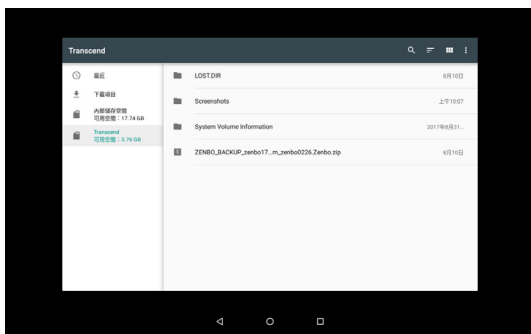 Transcend
最近
下載項目
內部儲存空間
可用空間：17.74 GB
Transcend
可用空間：3.76 GB
LOST.DIR
8月10日
Screenshots
上午10:07
System Volume Information
2017年8月31...
ZENBO_BACKUP_zenbo17...m_zenbo0226.Zenbo.zip
8月10日